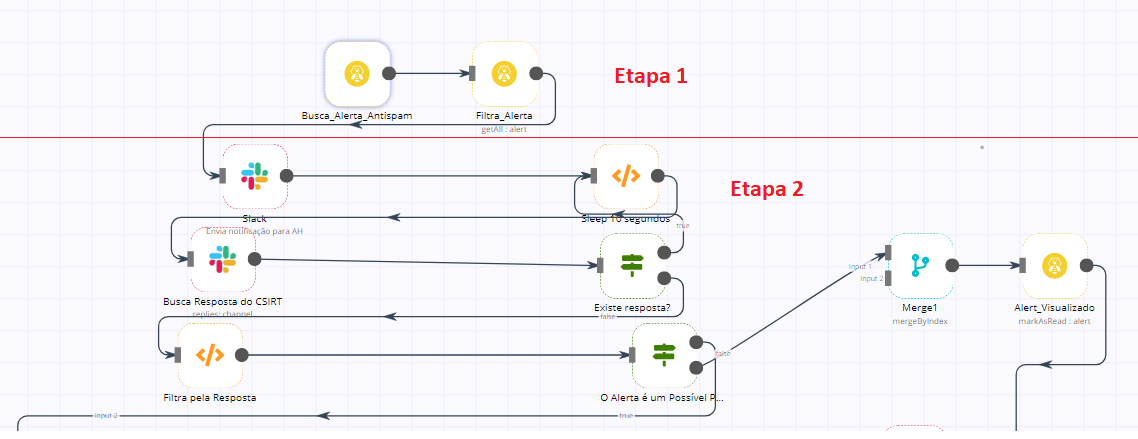 Etapa 1
Busca_Alerta_Antispam
Filtra_Alerta
getAll : alert
Etapa 2
Slack
Envia notificação para AH
Sleep 10 segundos
true
Busca Resposta do CSIRT
replies: channel
Existe resposta?
false
Input 1
Input 2
Merge1
mergeByIndex
Alert_Visualizado
markAsRead : alert
Filtra pela Resposta
O Alerta é um Possível P...
false
true
Input 2